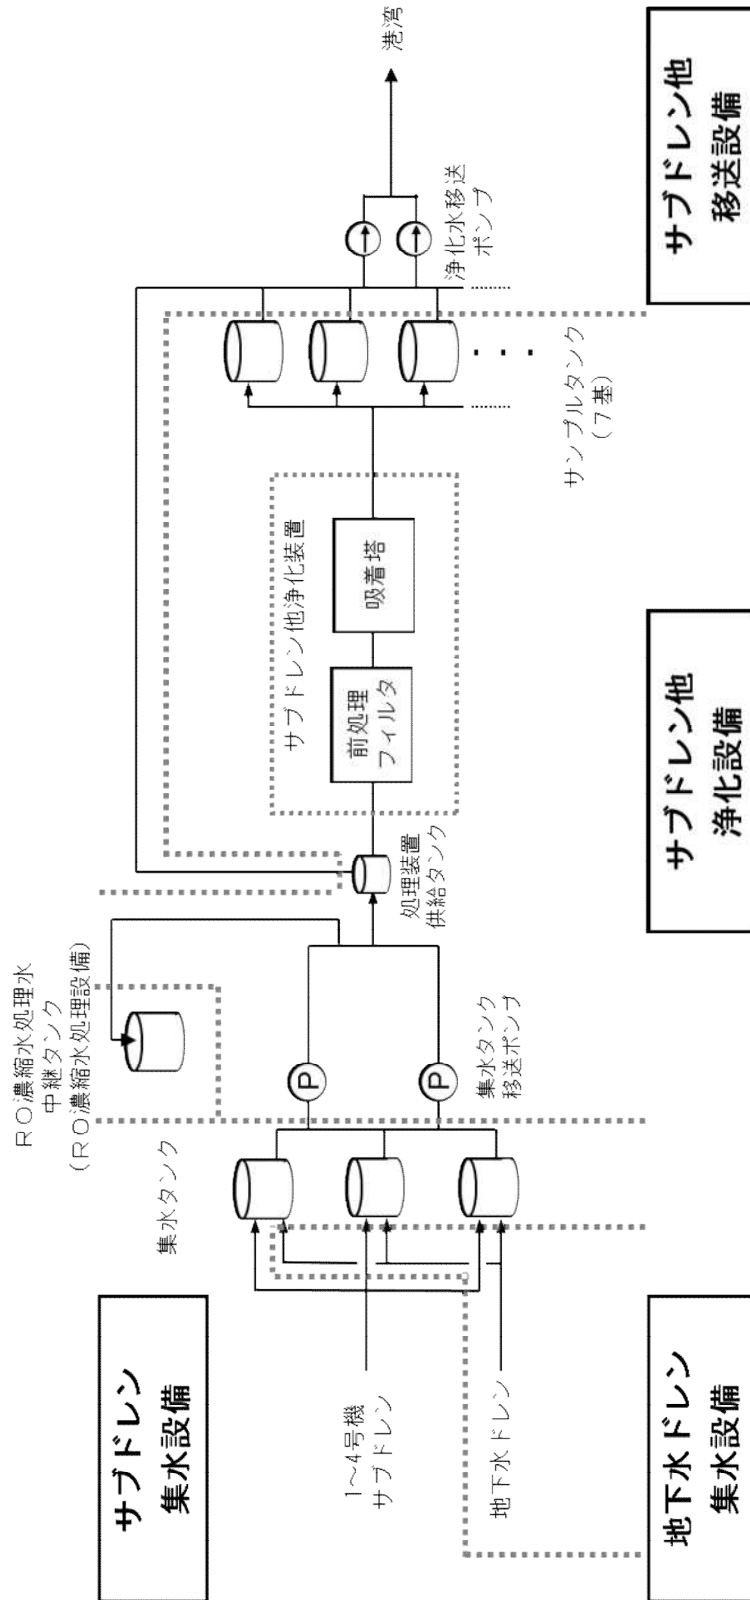 サブドレン
集水設備
地下水ドレン
集水設備
1～4号機
サブドレン
地下水ドレン
集水タンク
RO濃縮水処理水
中継タンク
(RO濃縮水処理設備)
P
P
集水タンク
移送ポンプ
処理装置
供給タンク
サブドレン他浄化装置
前処理
フィルタ
吸着塔
サブドレン他
浄化設備
サンプルタンク
(7基)
浄化水移送
ポンプ
港湾
サブドレン他
移送設備